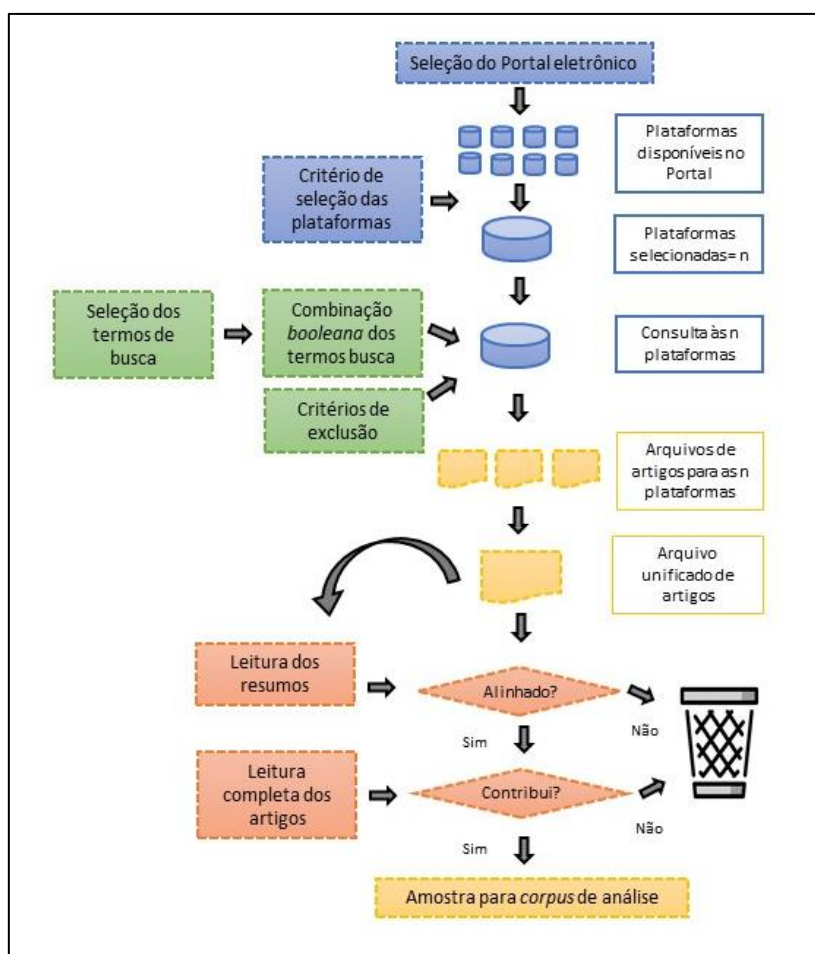 Seleção do Portal eletrônico
Plataformas
disponíveis no
Portal
Critério de
seleção das
plataformas
Plataformas
selecionadas= n
Seleção dos
termos de
busca
Combinação
booleana dos
termos busca
Consulta às n
plataformas
Critérios de
exclusão
Arquivos de
artigos para as n
plataformas
Arquivo
unificado de
artigos
Leitura dos
resumos
Alinhado?
Não
Sim
Leitura
completa dos
artigos
Contribui?
Não
Sim
Amostra para corpus de análise